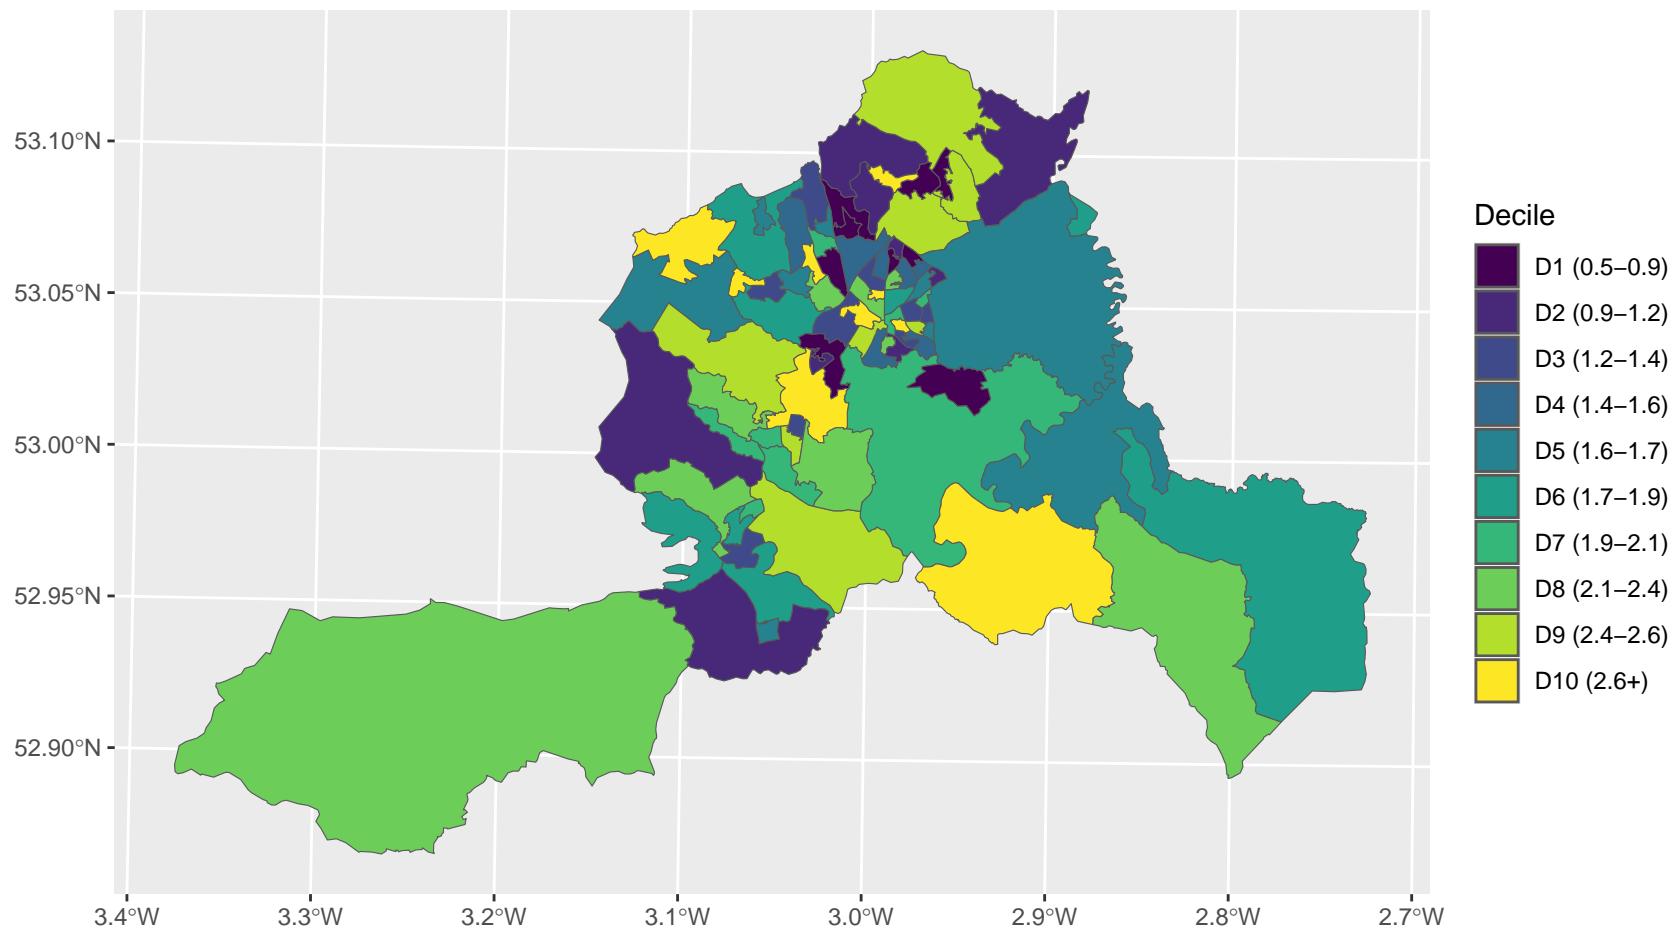 53.10°N
53.05°N
53.00°N
52.95°N
52.90°N
3.4°W 3.3°W 3.2°W 3.1°W 3.0°W 2.9°W 2.8°W 2.7°W
Decile
D1 (0.5–0.9)
D2 (0.9–1.2)
D3 (1.2–1.4)
D4 (1.4–1.6)
D5 (1.6–1.7)
D6 (1.7–1.9)
D7 (1.9–2.1)
D8 (2.1–2.4)
D9 (2.4–2.6)
D10 (2.6+)